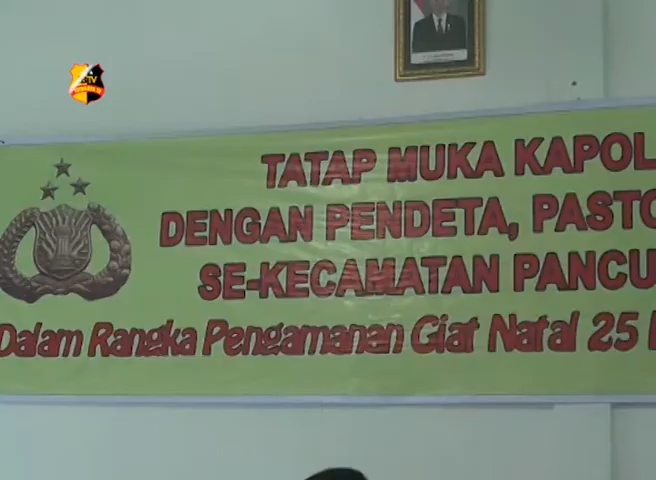 TATAP MUKA KAPOL
DENGAN PENDETA, PASTO
SE-KECAMATAN PANCU
Dalam Rangka Pengamanan Giat Natal 25